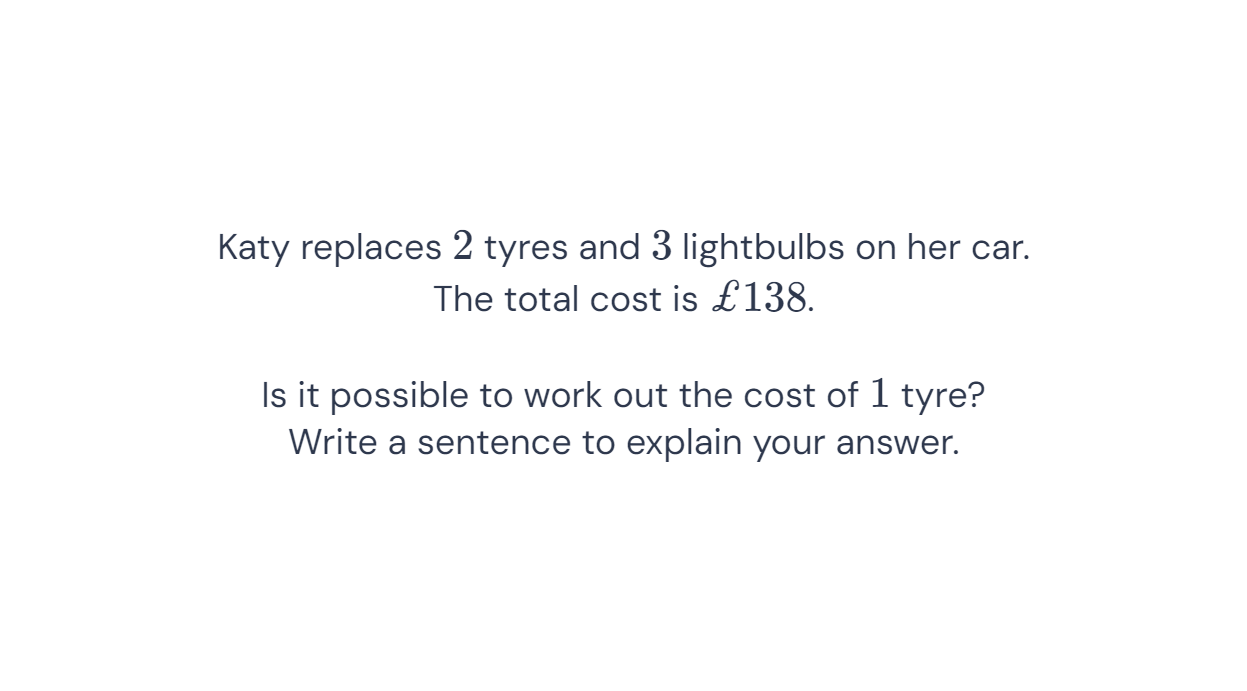 Katy replaces 2 tyres and 3 lightbulbs on her car.
The total cost is £138.
Is it possible to work out the cost of 1 tyre?
Write a sentence to explain your answer.